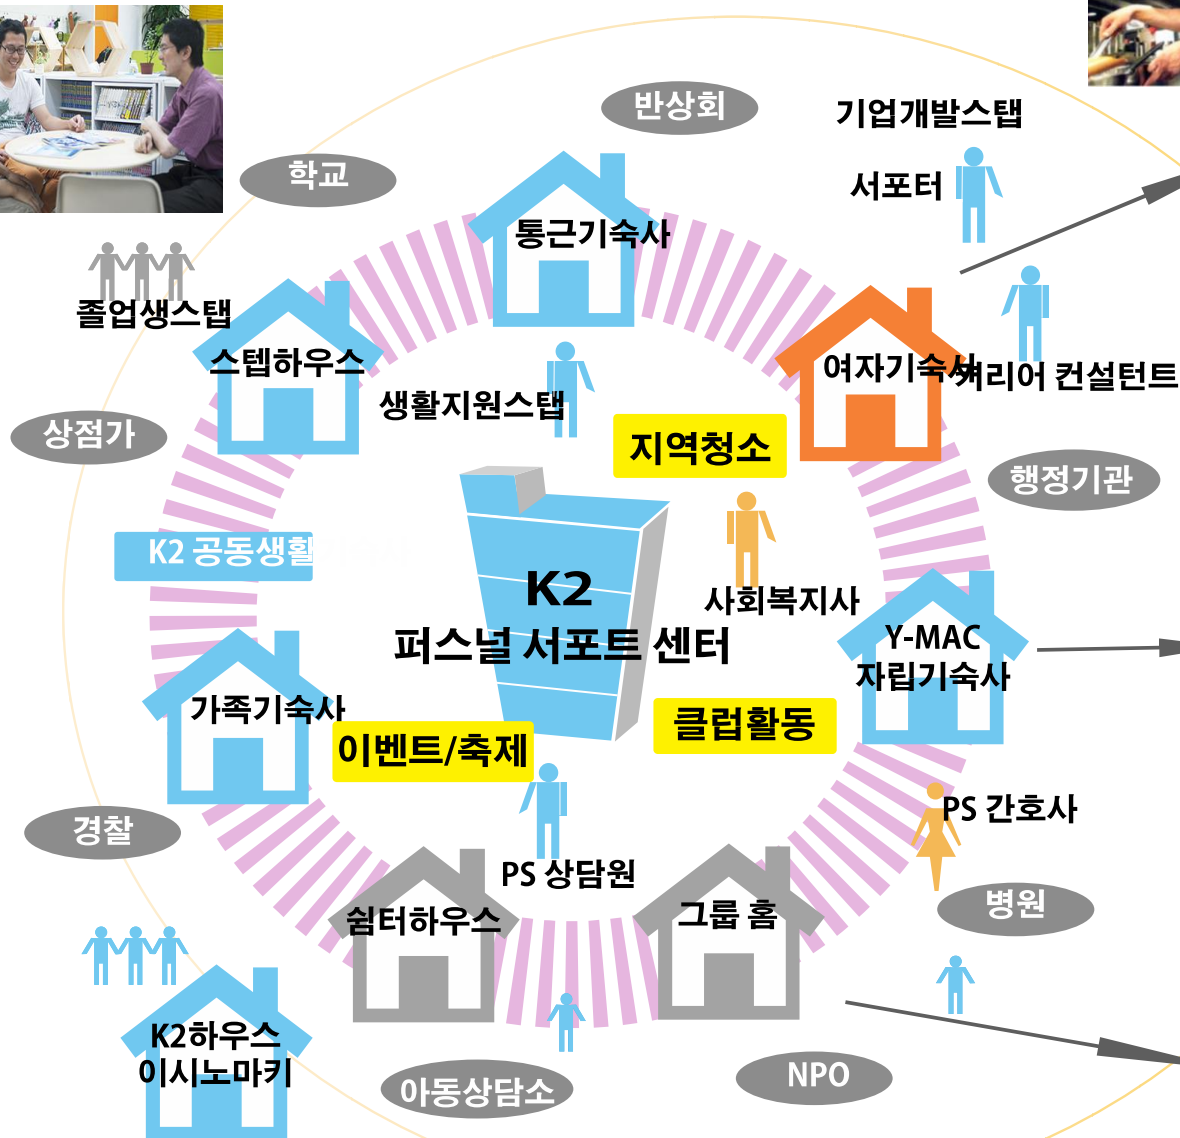 반상회
기업개발스탭
학교
서포터
통근기숙사
졸업생스탭
스텝하우스
여자기숙사
커리어 컨설턴트
생활지원스탭
상점가
지역청소
행정기관
K2 공동생활
K2
퍼스널 서포트 센터
사회복지사
Y-MAC
자립기숙사
가족기숙사
이벤트/축제
클럽활동
경찰
PS 간호사
PS 상담원
쉼터하우스
그룹 홈
병원
K2하우스
이시노마키
아동상담소
NPO